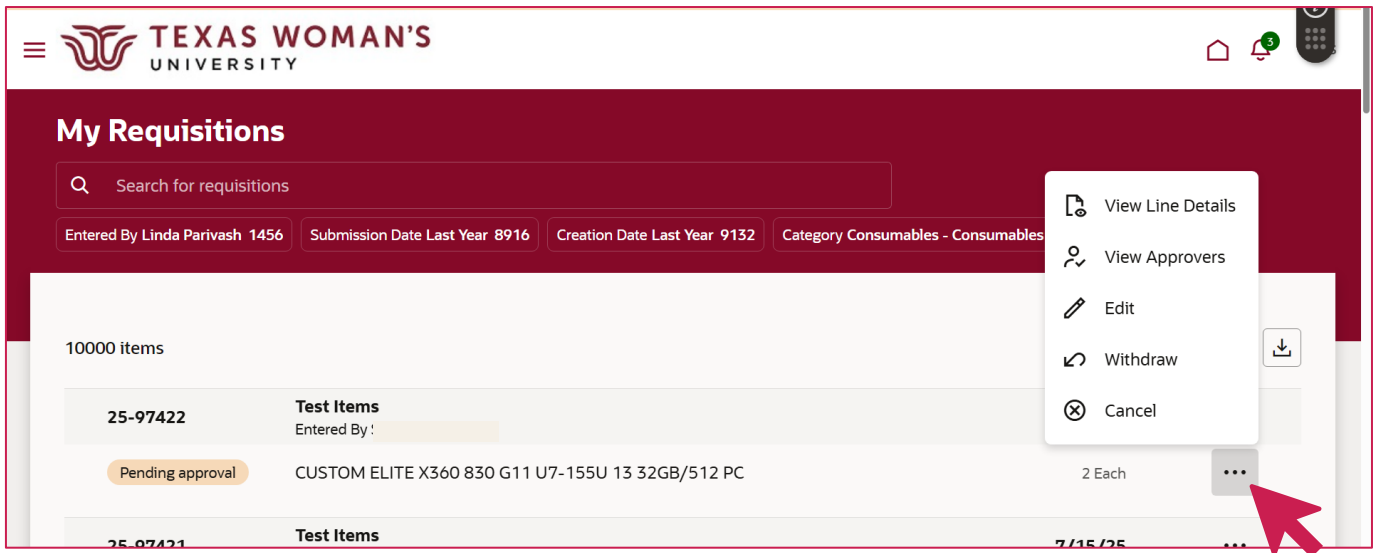 TEXAS WOMAN'S
UNIVERSITY
3
My Requisitions
Search for requisitions
Entered By Linda Parivash 1456
Submission Date Last Year 8916
Creation Date Last Year 9132
Category Consumables - Consumables
View Line Details
View Approvers
Edit
Withdraw
Cancel
10000 items
25-97422
Test Items
Entered By
Pending approval
CUSTOM ELITE X360 830 G11 U7-155U 13 32GB/512 PC
2 Each
25-97421
Test Items
7/15/25